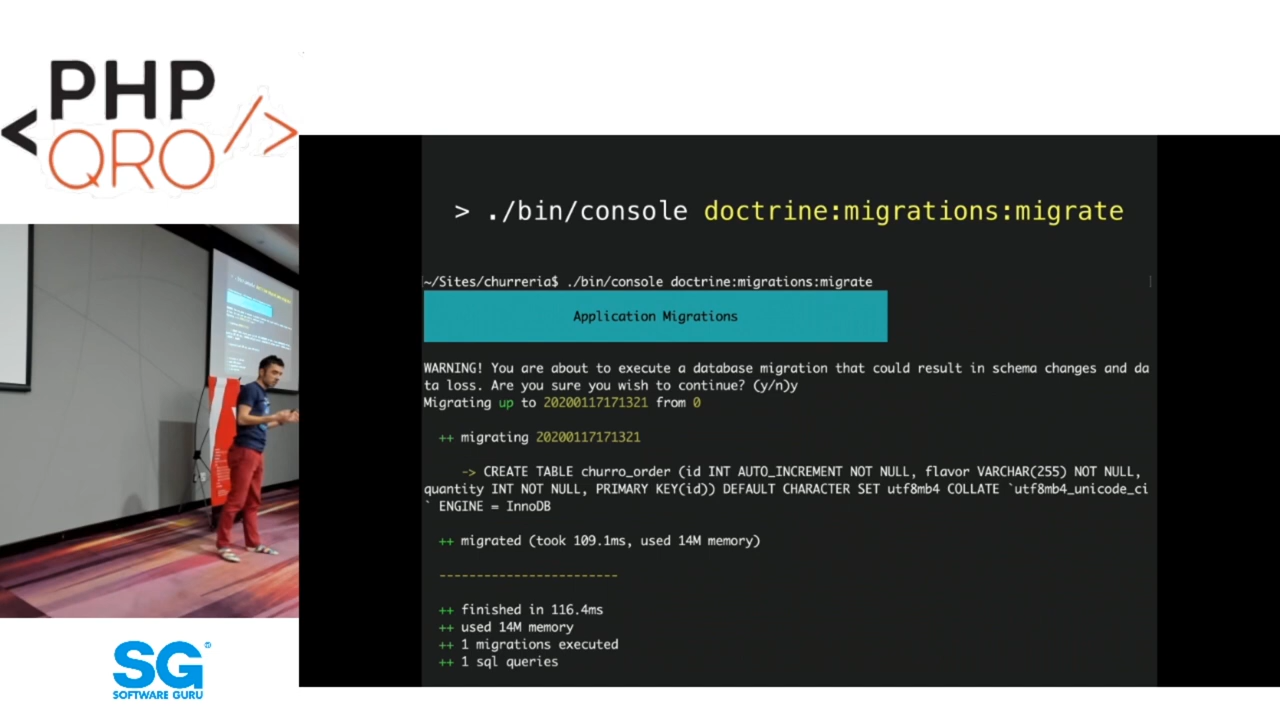 PHP
< QRO />
> ./bin/console doctrine:migrations:migrate
~/Sites/churreria$ ./bin/console doctrine:migrations:migrate
Application Migrations
WARNING! You are about to execute a database migration that could result in schema changes and da
ta loss. Are you sure you wish to continue? (y/n)y
Migrating up to 20200117171321 from 0
++ migrating 20200117171321
-> CREATE TABLE churro_order (id INT AUTO_INCREMENT NOT NULL, flavor VARCHAR(255) NOT NULL,
quantity INT NOT NULL, PRIMARY KEY(id)) DEFAULT CHARACTER SET utf8mb4 COLLATE `utf8mb4_unicode_ci
` ENGINE = InnoDB
++ migrated (took 109.1ms, used 14M memory)
------------------------
++ finished in 116.4ms
++ used 14M memory
++ 1 migrations executed
++ 1 sql queries
SG®
SOFTWARE GURU